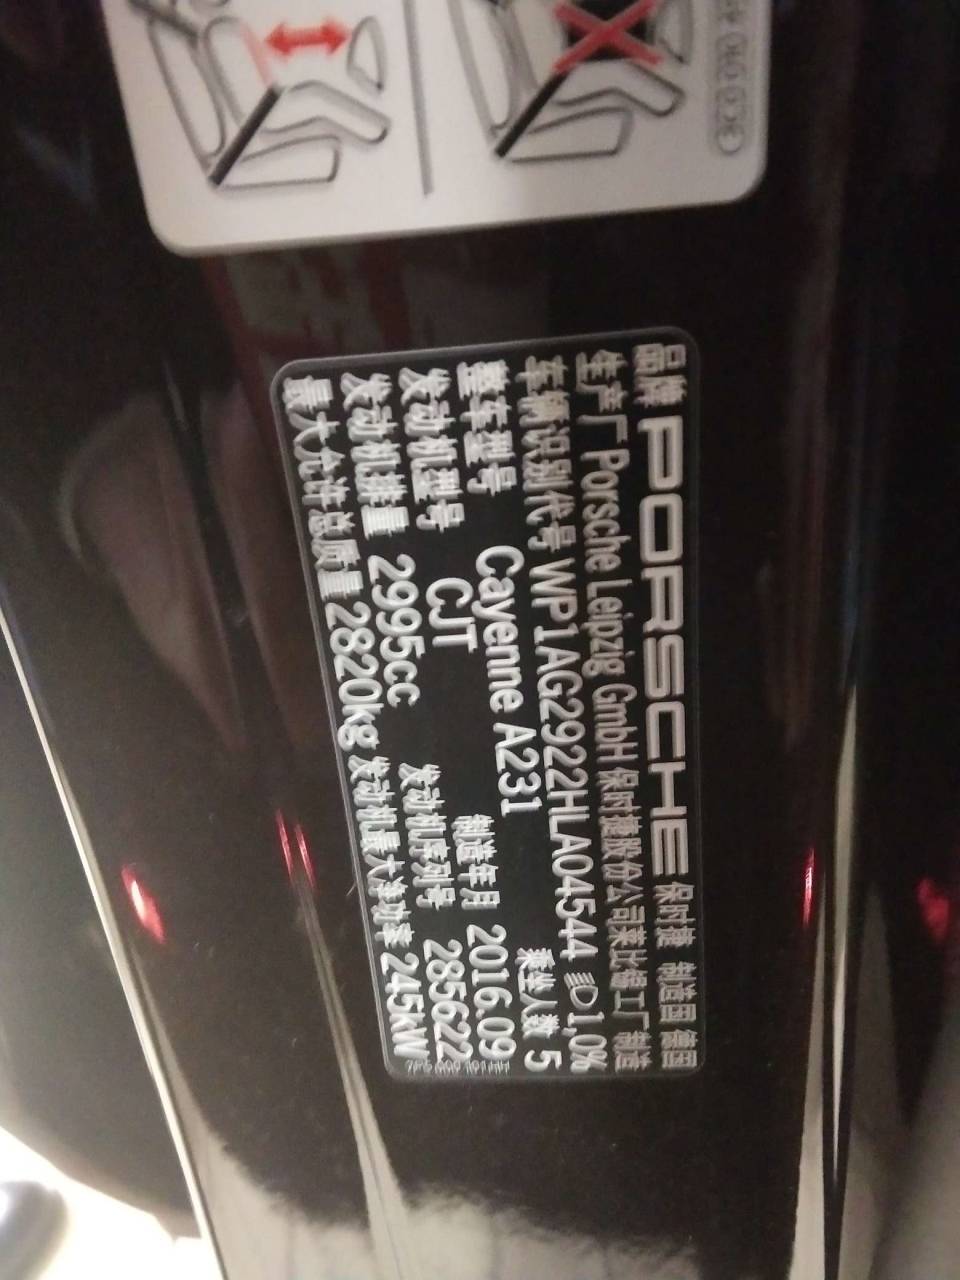 品牌 PORSCHE 保时捷 制造国 德国
生产厂 Porsche Leipzig GmbH 保时捷股份公司莱比锡工厂 制造
车辆识别代号 WP1AG2922HLA04544 1,0%
整车型号 Cayenne A231 乘坐人数 5
发动机型号 CJT 制造年月 2016.09
发动机排量 2995cc 发动机序列号 285622
最大允许总质量 2820kg 发动机最大净功率 245kW